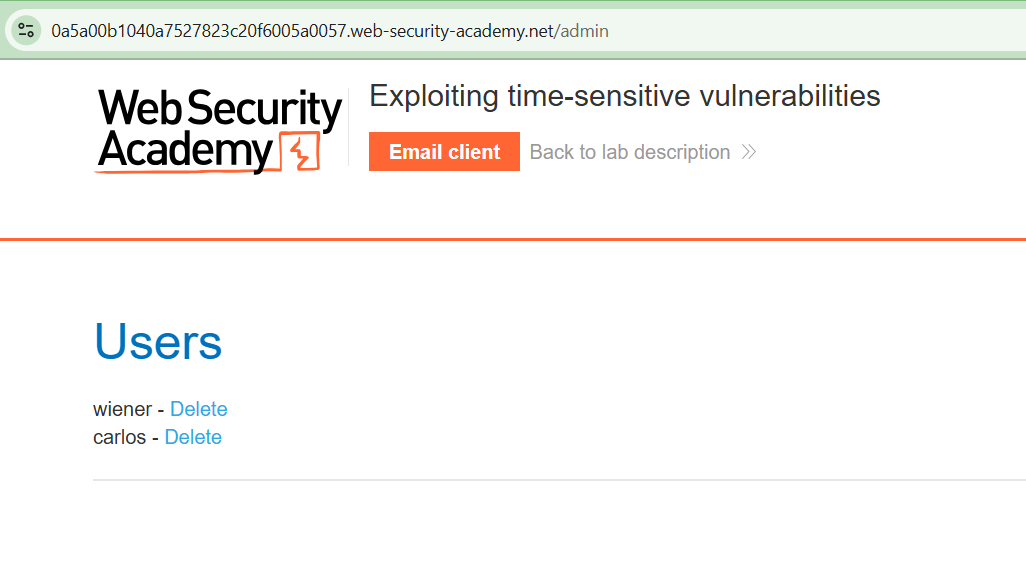 0a5a00b1040a7527823c20f6005a0057.web-security-academy.net/admin
Web Security
Academy
Exploiting time-sensitive vulnerabilities
Email client
Back to lab description
Users
wiener - Delete
carlos - Delete